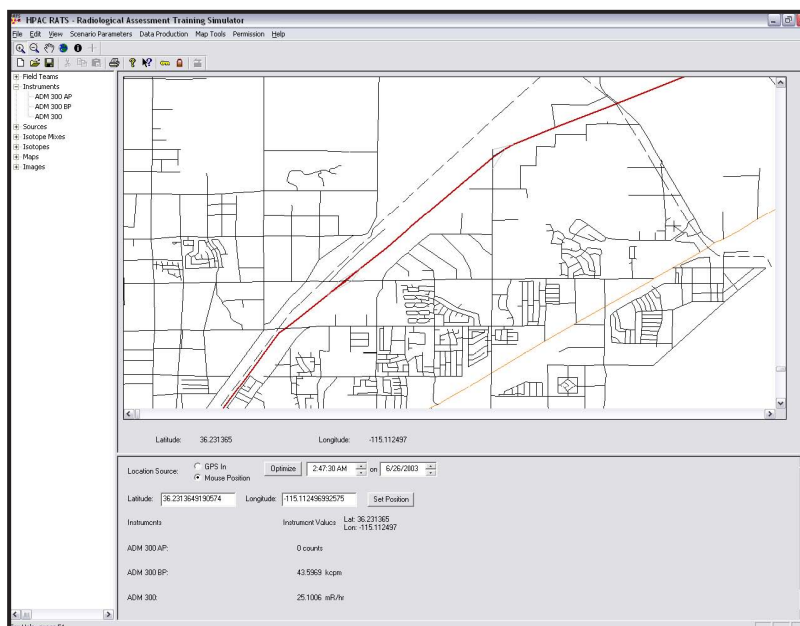 HPAC RATS - Radiological Assessment Training Simulator
File Edit View Scenario Parameters Data Production Map Tools Permission Help
Field Teams
Instruments
ADM 300 AP
ADM 300 BP
ADM 300
Sources
Isotope Mixes
Isotopes
Maps
Images
Latitude: 36.231365 Longitude: -115.112497
Location Source: GPS In Optimize 2:47:30 AM on 6/26/2003
Mouse Position
Latitude: 36.2313649190574 Longitude: -115.112496992575 Set Position
Instruments Instrument Values Lat: 36.231365
Lon: -115.112497
ADM 300 AP: 0 counts
ADM 300 BP: 43.5969 kcpm
ADM 300: 25.1006 mR/hr